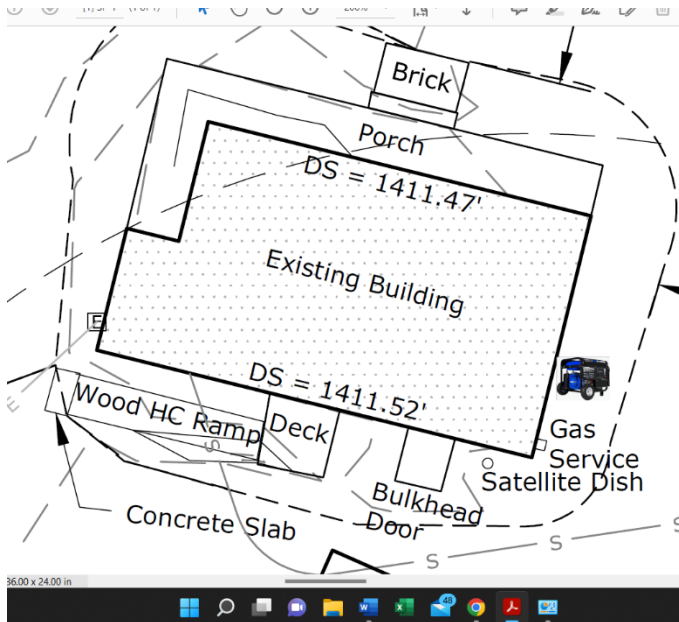 Brick
Porch
DS = 1411.47'
Existing Building
E
DS = 1411.52'
Wood HC Ramp
Deck
E
S
Gas
Service
Satellite Dish
Bulkhead
Door
Concrete Slab
S
S
S
36.00 x 24.00 in
48